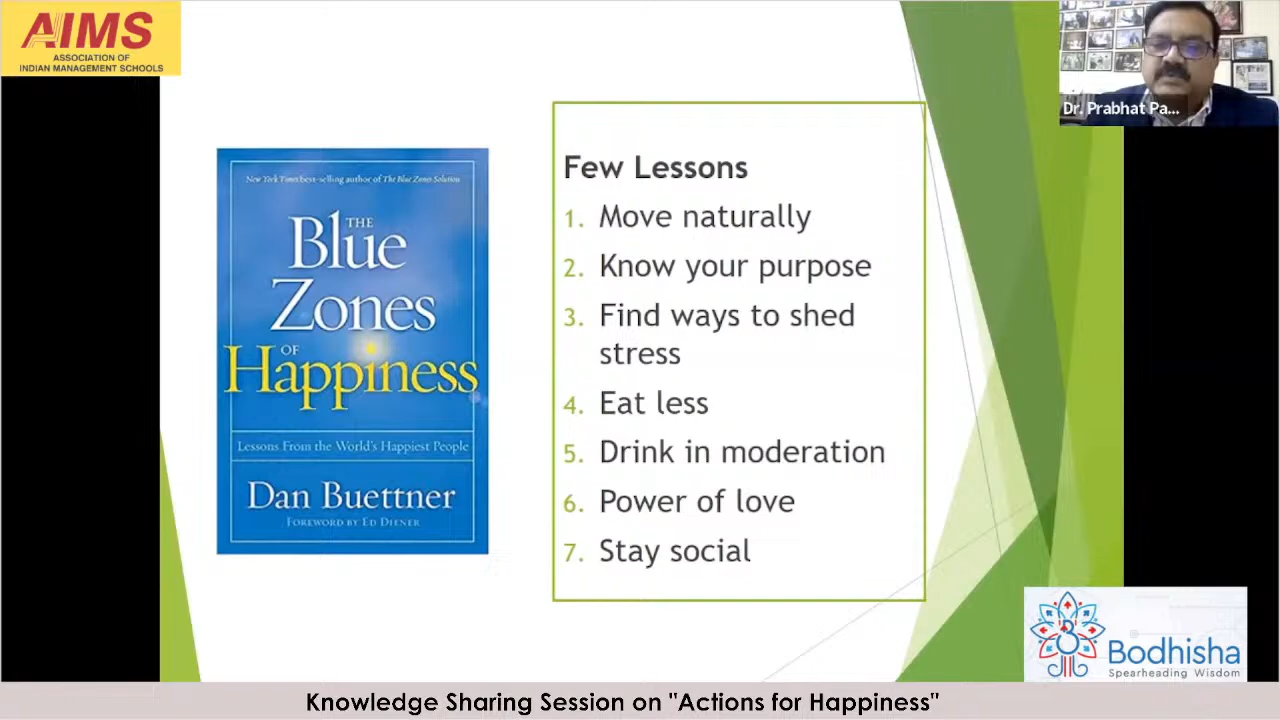 AIMS
ASSOCIATION OF
INDIAN MANAGEMENT SCHOOLS
Dr. Prabhat Pa...
New York Times best-selling author of The Blue Zones Solution
THE
Blue
Zones
OF
Happiness
Lessons From the World's Happiest People
Dan Buettner
FOREWORD BY ED DIENER
Few Lessons
1. Move naturally
2. Know your purpose
3. Find ways to shed
stress
4. Eat less
5. Drink in moderation
6. Power of love
7. Stay social
Bodhisha
Spearheading Wisdom
Knowledge Sharing Session on "Actions for Happiness"